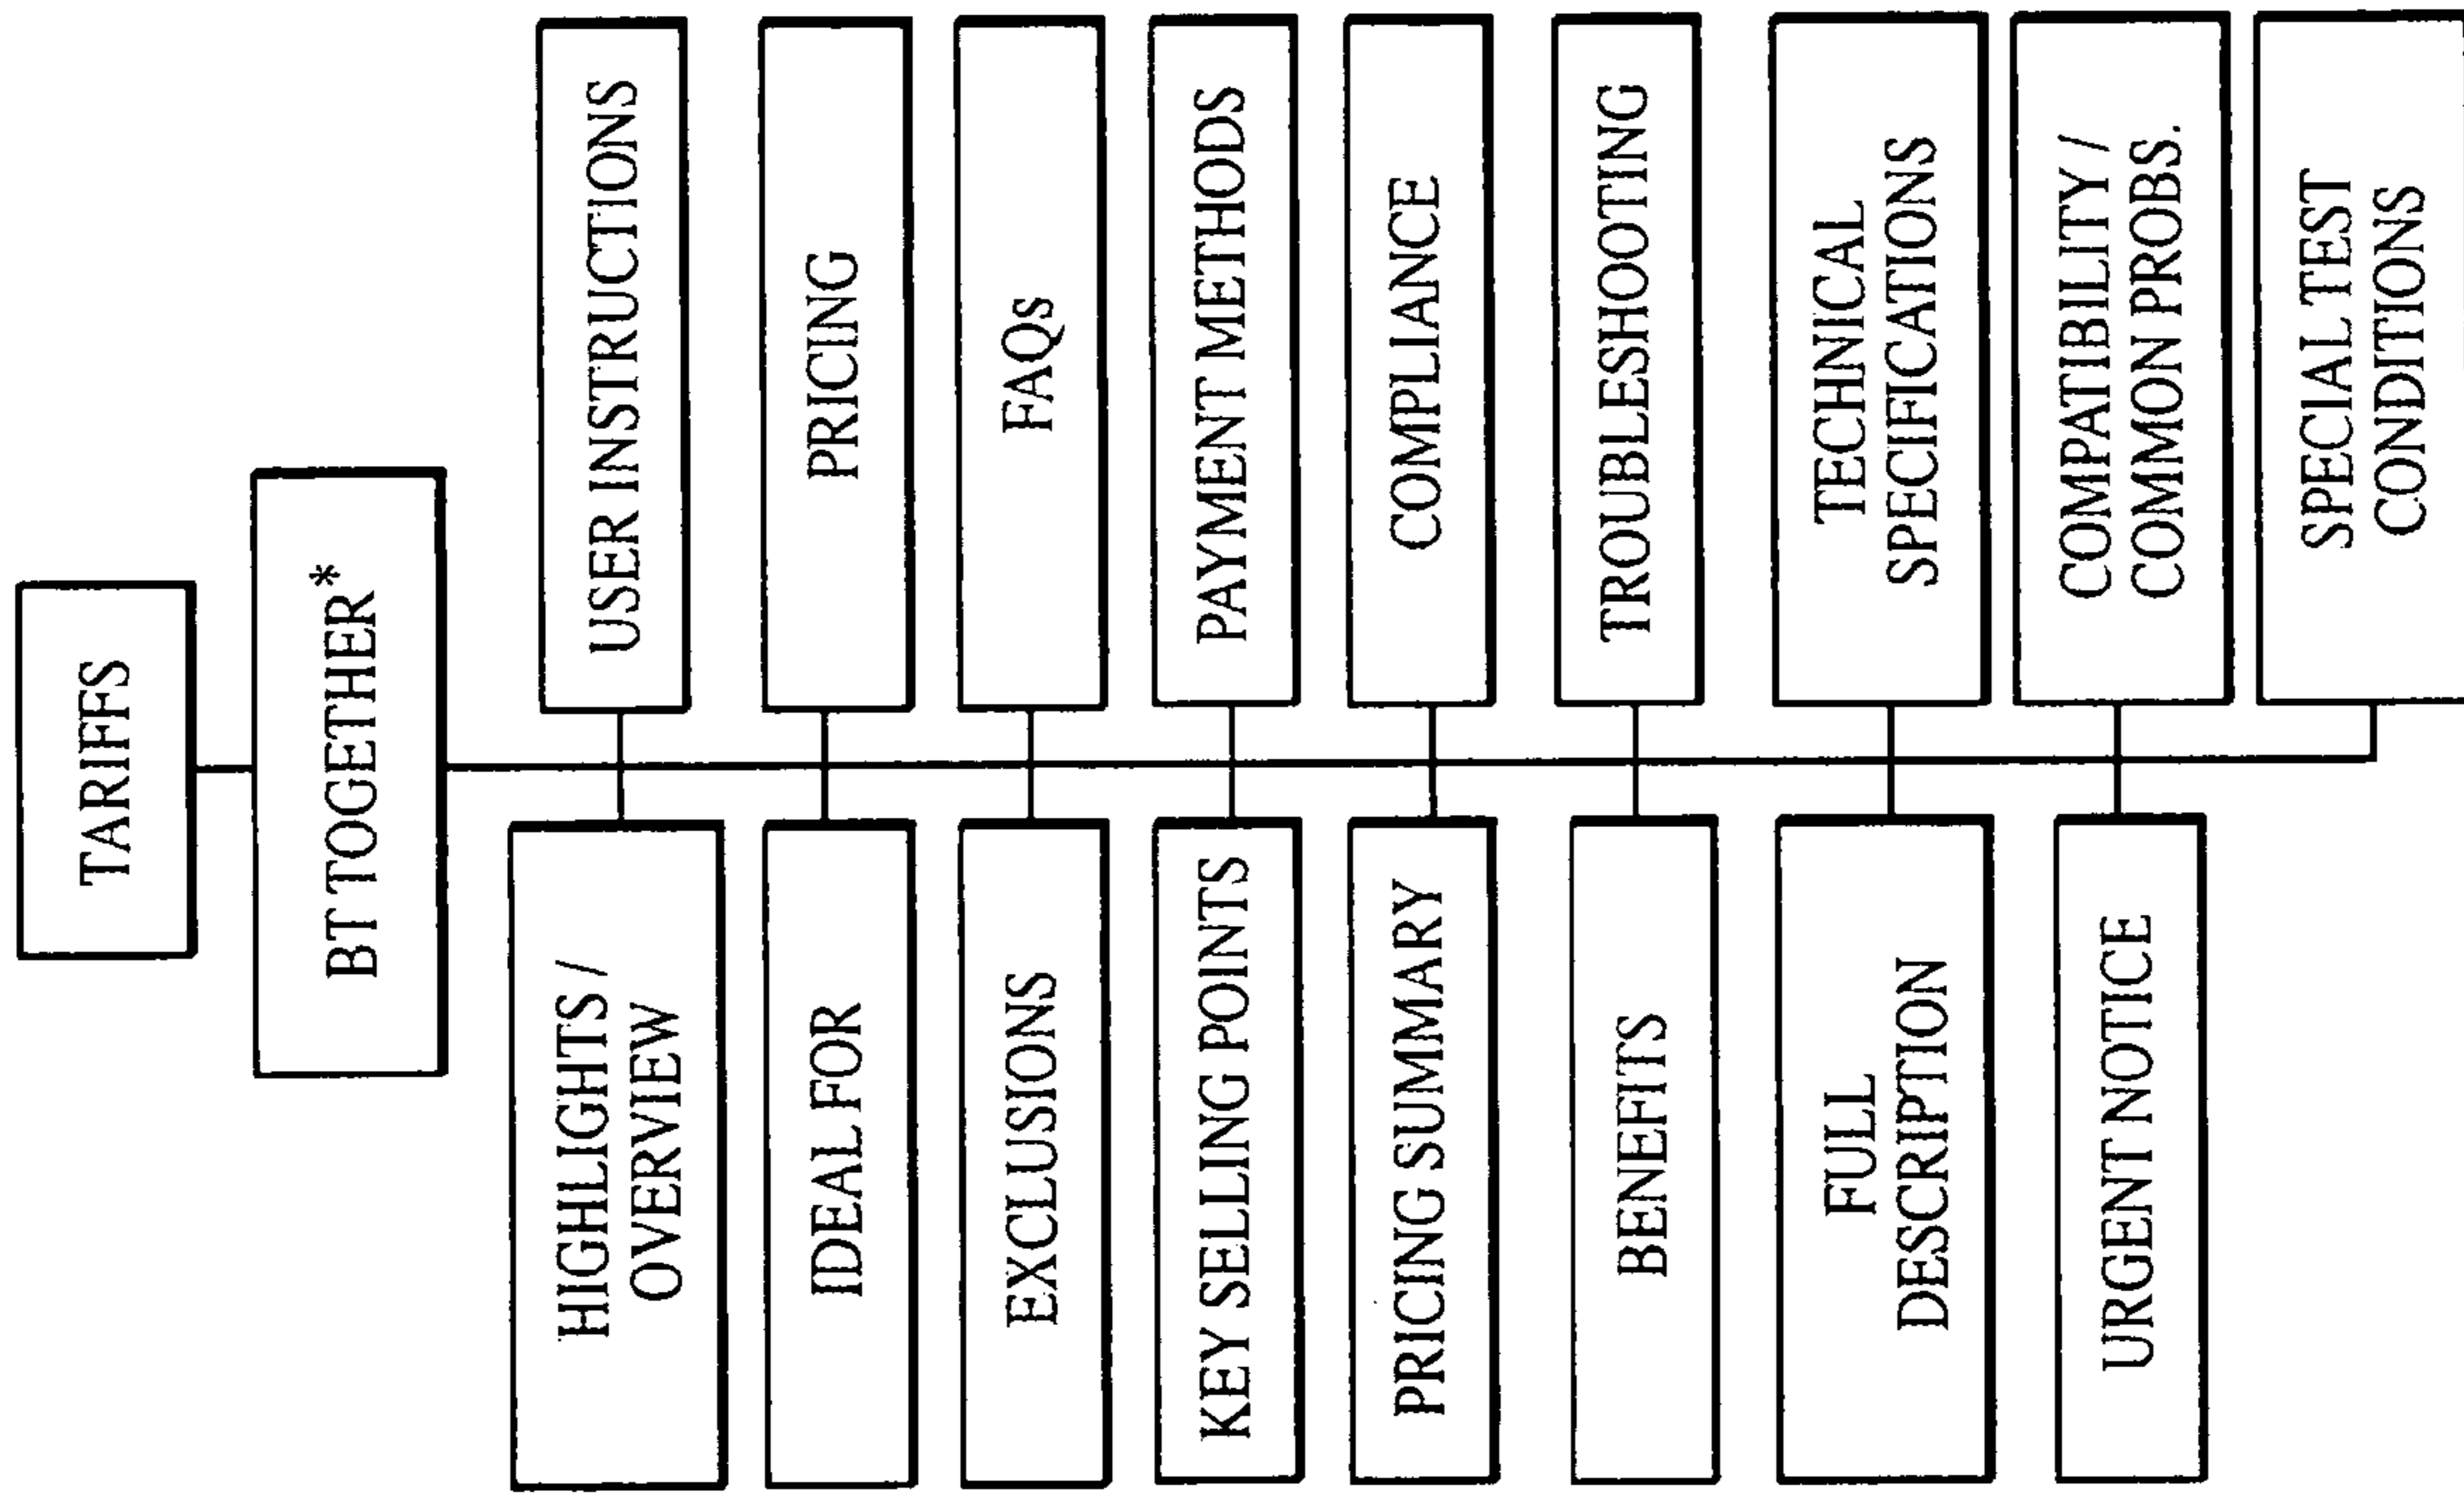 TARIFFS
BT TOGETHER*
HIGHLIGHTS /
OVERVIEW
USER INSTRUCTIONS
IDEAL FOR
PRICING
EXCLUSIONS
FAQs
KEY SELLING POINTS
PAYMENT METHODS
PRICING SUMMARY
COMPLIANCE
BENEFITS
TROUBLESHOOTING
FULL
DESCRIPTION
TECHNICAL
SPECIFICATIONS
URGENT NOTICE
COMPATIBILITY /
COMMON PROBS.
SPECIAL TEST
CONDITIONS